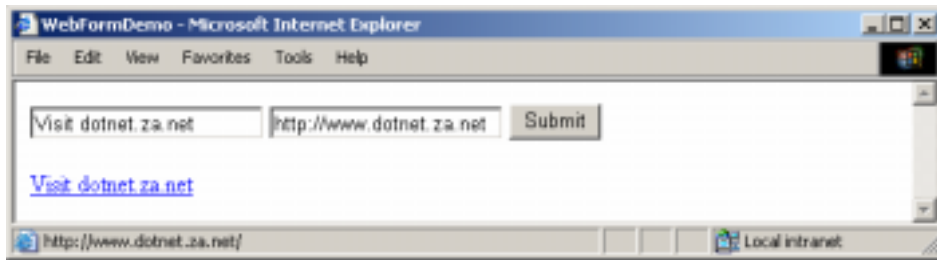 WebFormDemo - Microsoft Internet Explorer
File Edit View Favorites Tools Help
Visit dotnet.za.net http://www.dotnet.za.net Submit
Visit dotnet.za.net
http://www.dotnet.za.net/ Local intranet